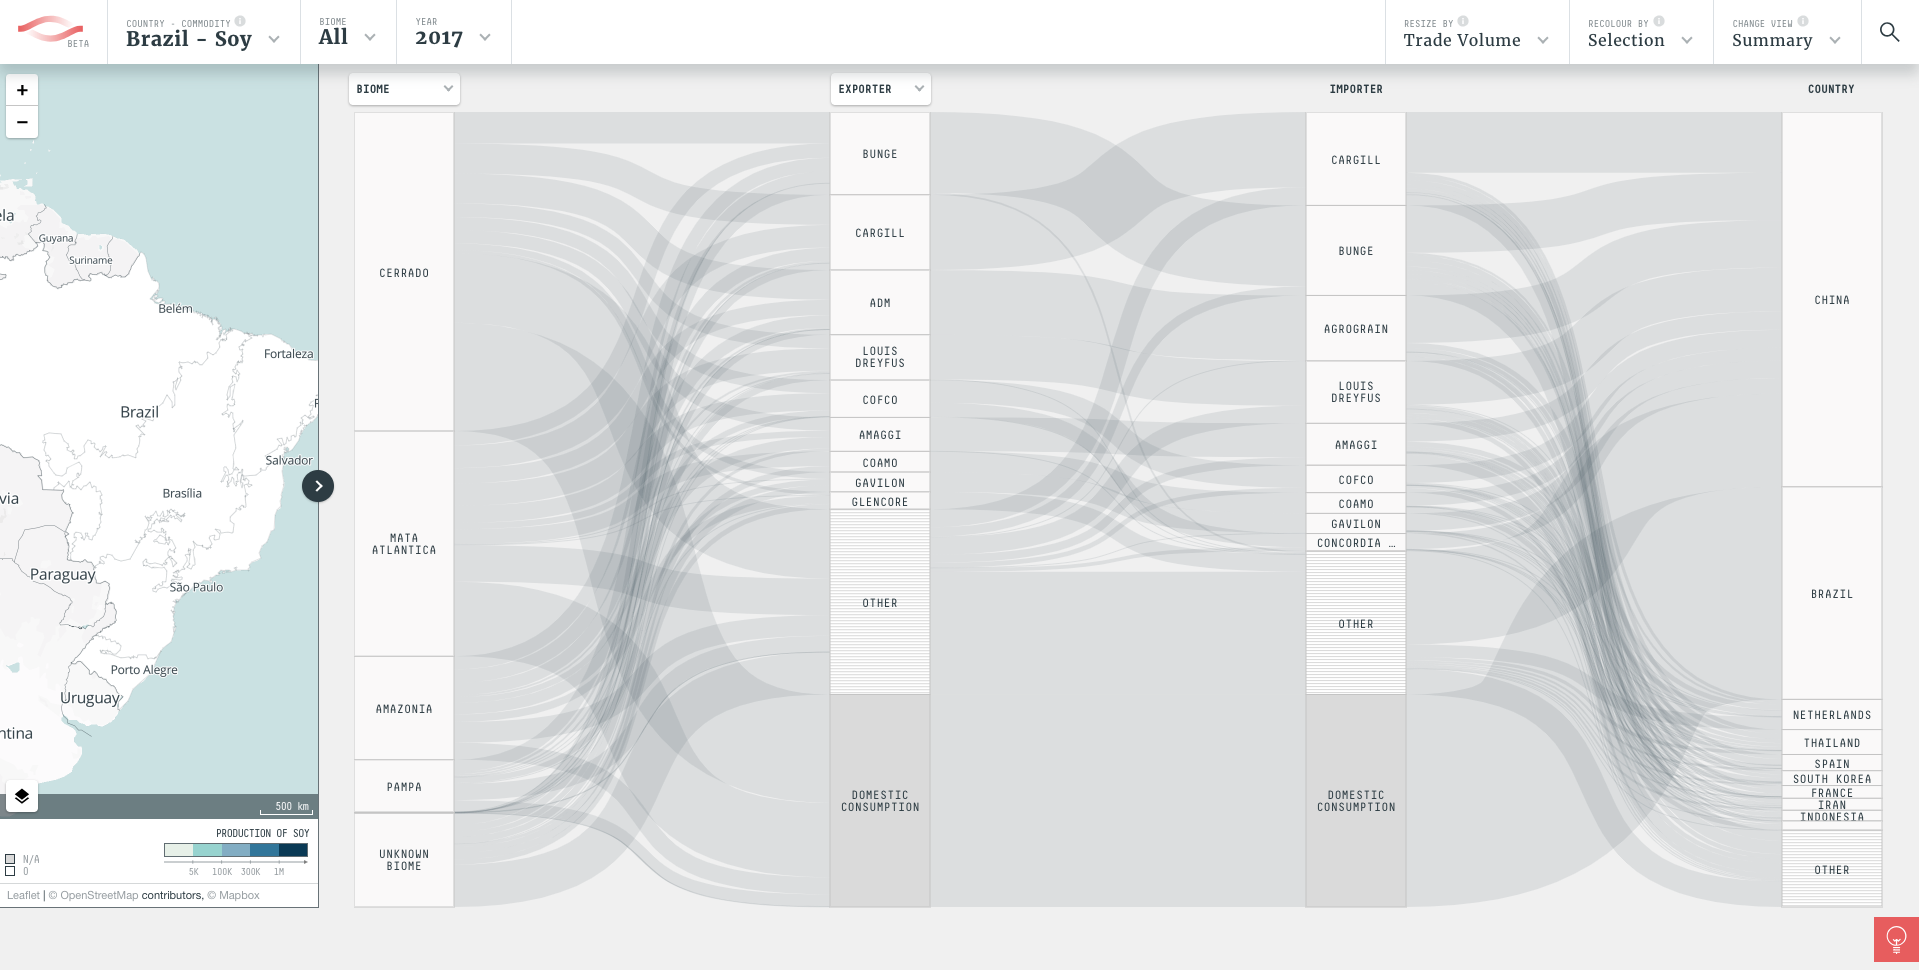 BETA
COUNTRY - COMMODITY
Brazil - Soy
BIOME
All
YEAR
2017
RESIZE BY
Trade Volume
RECOLOUR BY
Selection
CHANGE VIEW
Summary
+
−
ela
Guyana
Suriname
Belém
Fortaleza
Brazil
Salvador
Brasília
via
Paraguay
São Paulo
Porto Alegre
Uruguay
ntina
500 km
PRODUCTION OF SOY
N/A
0
5K 100K 300K 1M
Leaflet | © OpenStreetMap contributors, © Mapbox
BIOME
CERRADO
MATA
ATLANTICA
AMAZONIA
PAMPA
UNKNOWN
BIOME
EXPORTER
BUNGE
CARGILL
ADM
LOUIS
DREYFUS
COFCO
AMAGGI
COAMO
GAVILON
GLENCORE
OTHER
DOMESTIC
CONSUMPTION
IMPORTER
CARGILL
BUNGE
AGROGRAIN
LOUIS
DREYFUS
AMAGGI
COFCO
COAMO
GAVILON
CONCORDIA …
OTHER
DOMESTIC
CONSUMPTION
COUNTRY
CHINA
BRAZIL
NETHERLANDS
THAILAND
SPAIN
SOUTH KOREA
FRANCE
IRAN
INDONESIA
OTHER